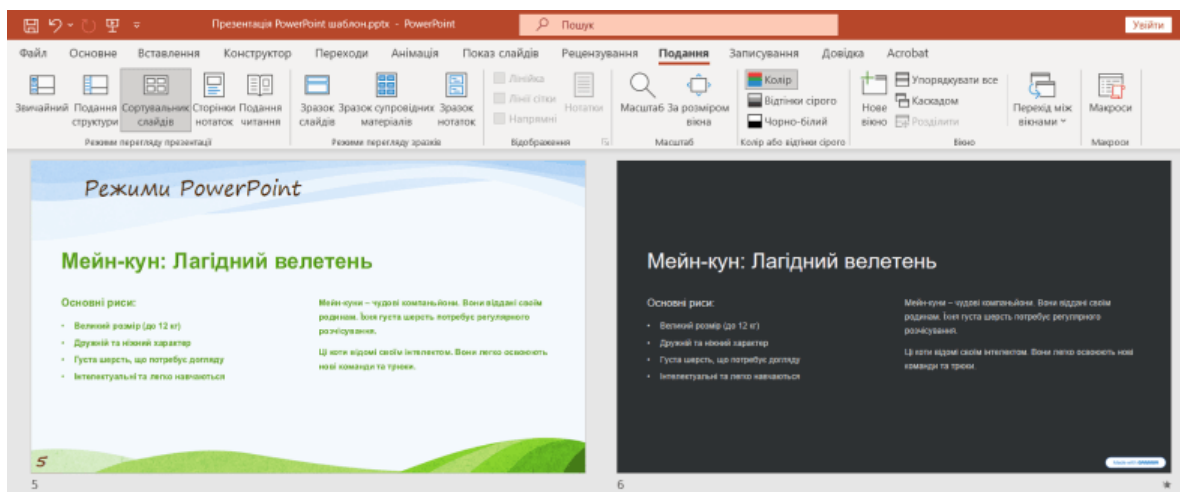 Презентація PowerPoint шаблон.pptx - PowerPoint
Пошук
Увійти
Файл Основне Вставлення Конструктор Переходи Анімація Показ слайдів Рецензування Подання Записування Довідка Acrobat
Звичайний
Подання структури
Сортувальник слайдів
Сторінки нотаток
Подання читання
Режими перегляду презентації
Зразок слайдів
Зразок супровідних матеріалів
Зразок нотаток
Режими перегляду зразків
Лінійка
Лінії сітки
Напрямні
Нотатки
Відображення
Масштаб
За розміром вікна
Масштаб
Колір
Відтінки сірого
Чорно-білий
Колір або відтінки сірого
Нове вікно
Упорядкувати все
Каскадом
Розділити
Вікно
Перехід між вікнами
Макроси
Макроси
Режими PowerPoint
Мейн-кун: Лагідний велетень
Основні риси:
• Великий розмір (до 12 кг)
• Дружній та ніжний характер
• Густа шерсть, що потребує догляду
• Інтелектуальні та легко навчаються
Мейн-куни – чудові компаньйони. Вони віддані своїм
родинам. Їхня густа шерсть потребує регулярного
розчісування.
Ці коти відомі своїм інтелектом. Вони легко освоюють
нові команди та трюки.
5
5
Мейн-кун: Лагідний велетень
Основні риси:
• Великий розмір (до 12 кг)
• Дружній та ніжний характер
• Густа шерсть, що потребує догляду
• Інтелектуальні та легко навчаються
Мейн-куни – чудові компаньйони. Вони віддані своїм
родинам. Їхня густа шерсть потребує регулярного
розчісування.
Ці коти відомі своїм інтелектом. Вони легко освоюють нові
команди та трюки.
6